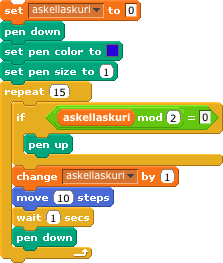 set askellaskuri to 0
pen down
set pen color to
set pen size to 1
repeat 15
if askellaskuri mod 2 = 0
pen up
change askellaskuri by 1
move 10 steps
wait 1 secs
pen down